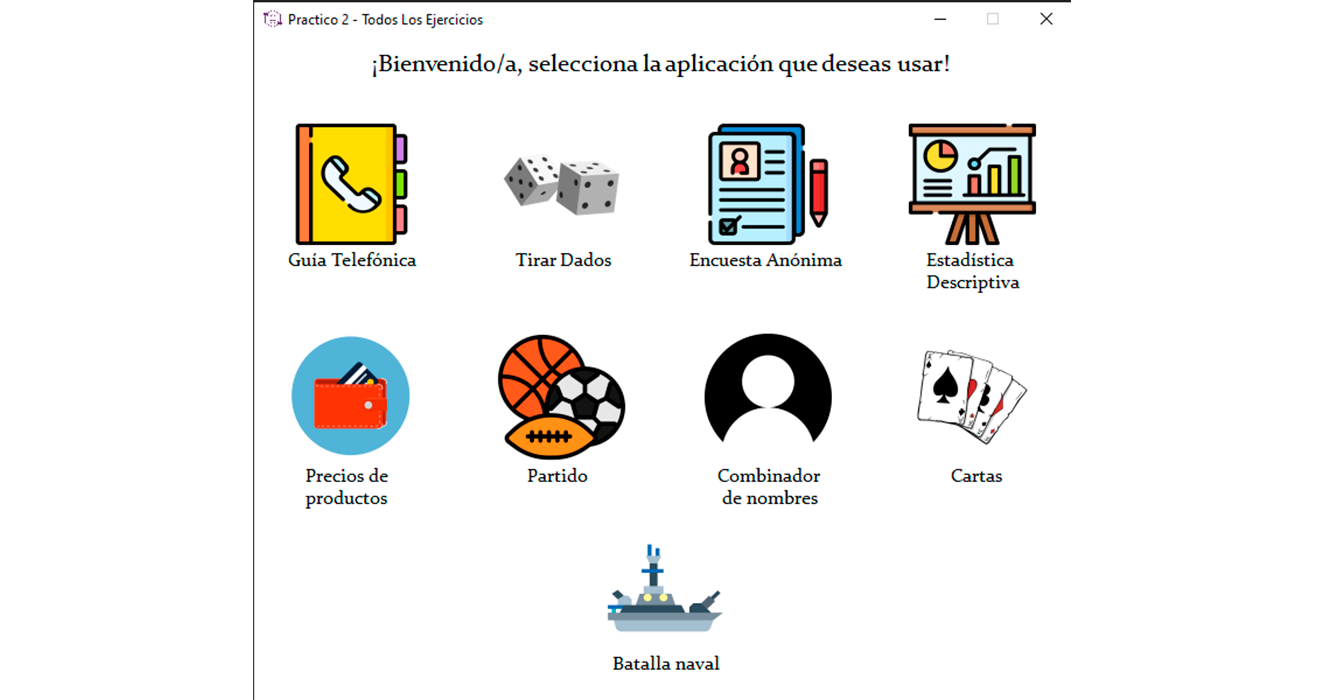 Practico 2 - Todos Los Ejercicios
¡Bienvenido/a, selecciona la aplicación que deseas usar!
Guía Telefónica
Tirar Dados
Encuesta Anónima
Estadística
Descriptiva
Precios de
productos
Partido
Combinador
de nombres
Cartas
Batalla naval